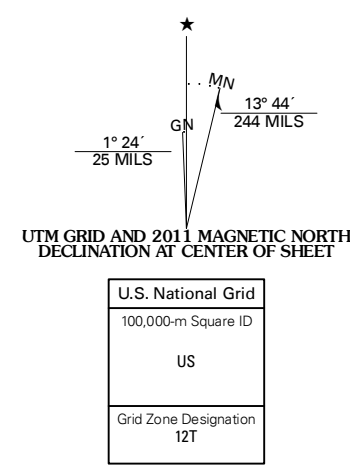 ★
MN
13° 44´
244 MILS
GN
1° 24´
25 MILS
UTM GRID AND 2011 MAGNETIC NORTH
DECLINATION AT CENTER OF SHEET
U.S. National Grid
100,000-m Square ID
US
Grid Zone Designation
12T